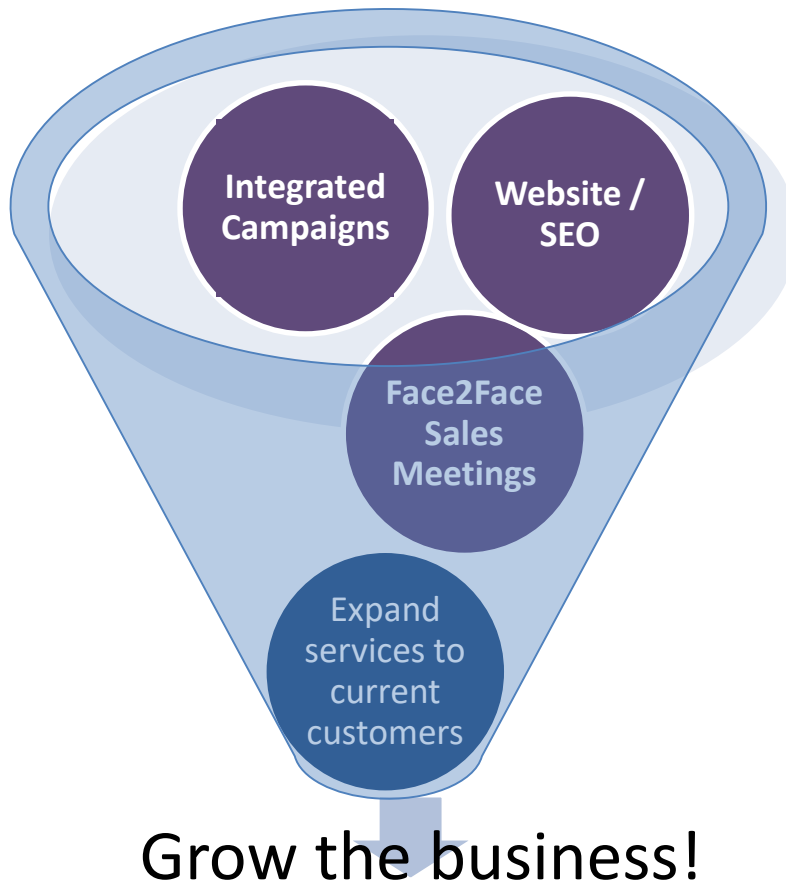 Integrated
Campaigns
Website /
SEO
Face2Face
Sales
Meetings
Expand
services to
current
customers
Grow the business!